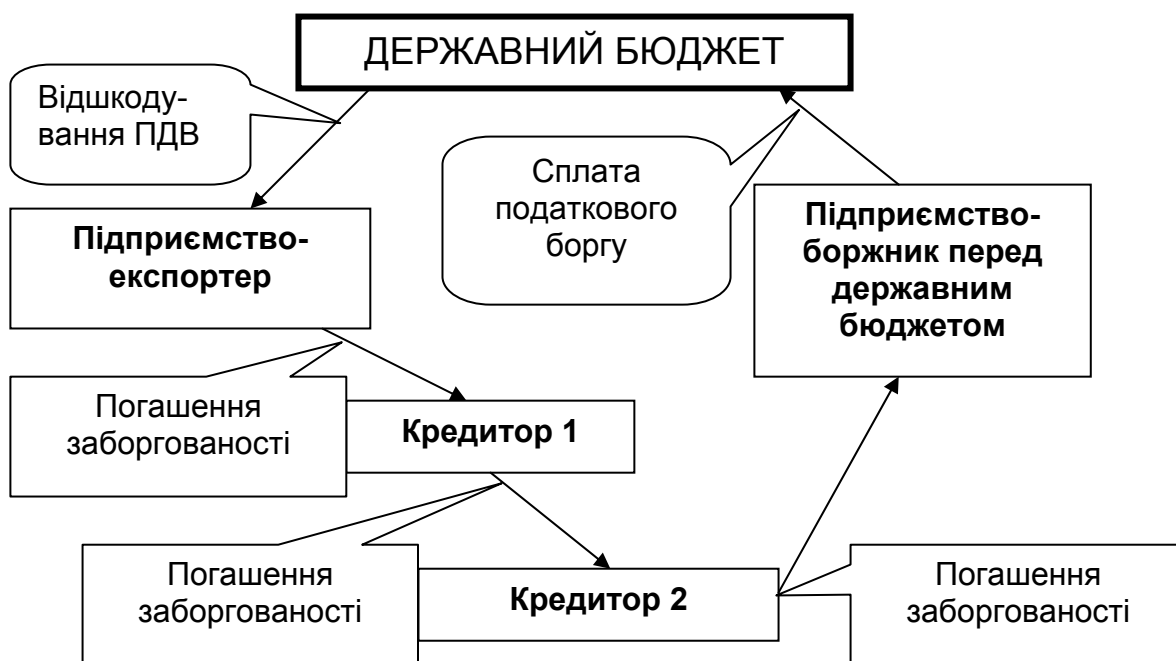 ДЕРЖАВНИЙ БЮДЖЕТ
Відшкоду-
вання ПДВ
Сплата
податкового
боргу
Підприємство-
експортер
Підприємство-
боржник перед
державним
бюджетом
Погашення
заборгованості
Кредитор 1
Погашення
заборгованості
Кредитор 2
Погашення
заборгованості